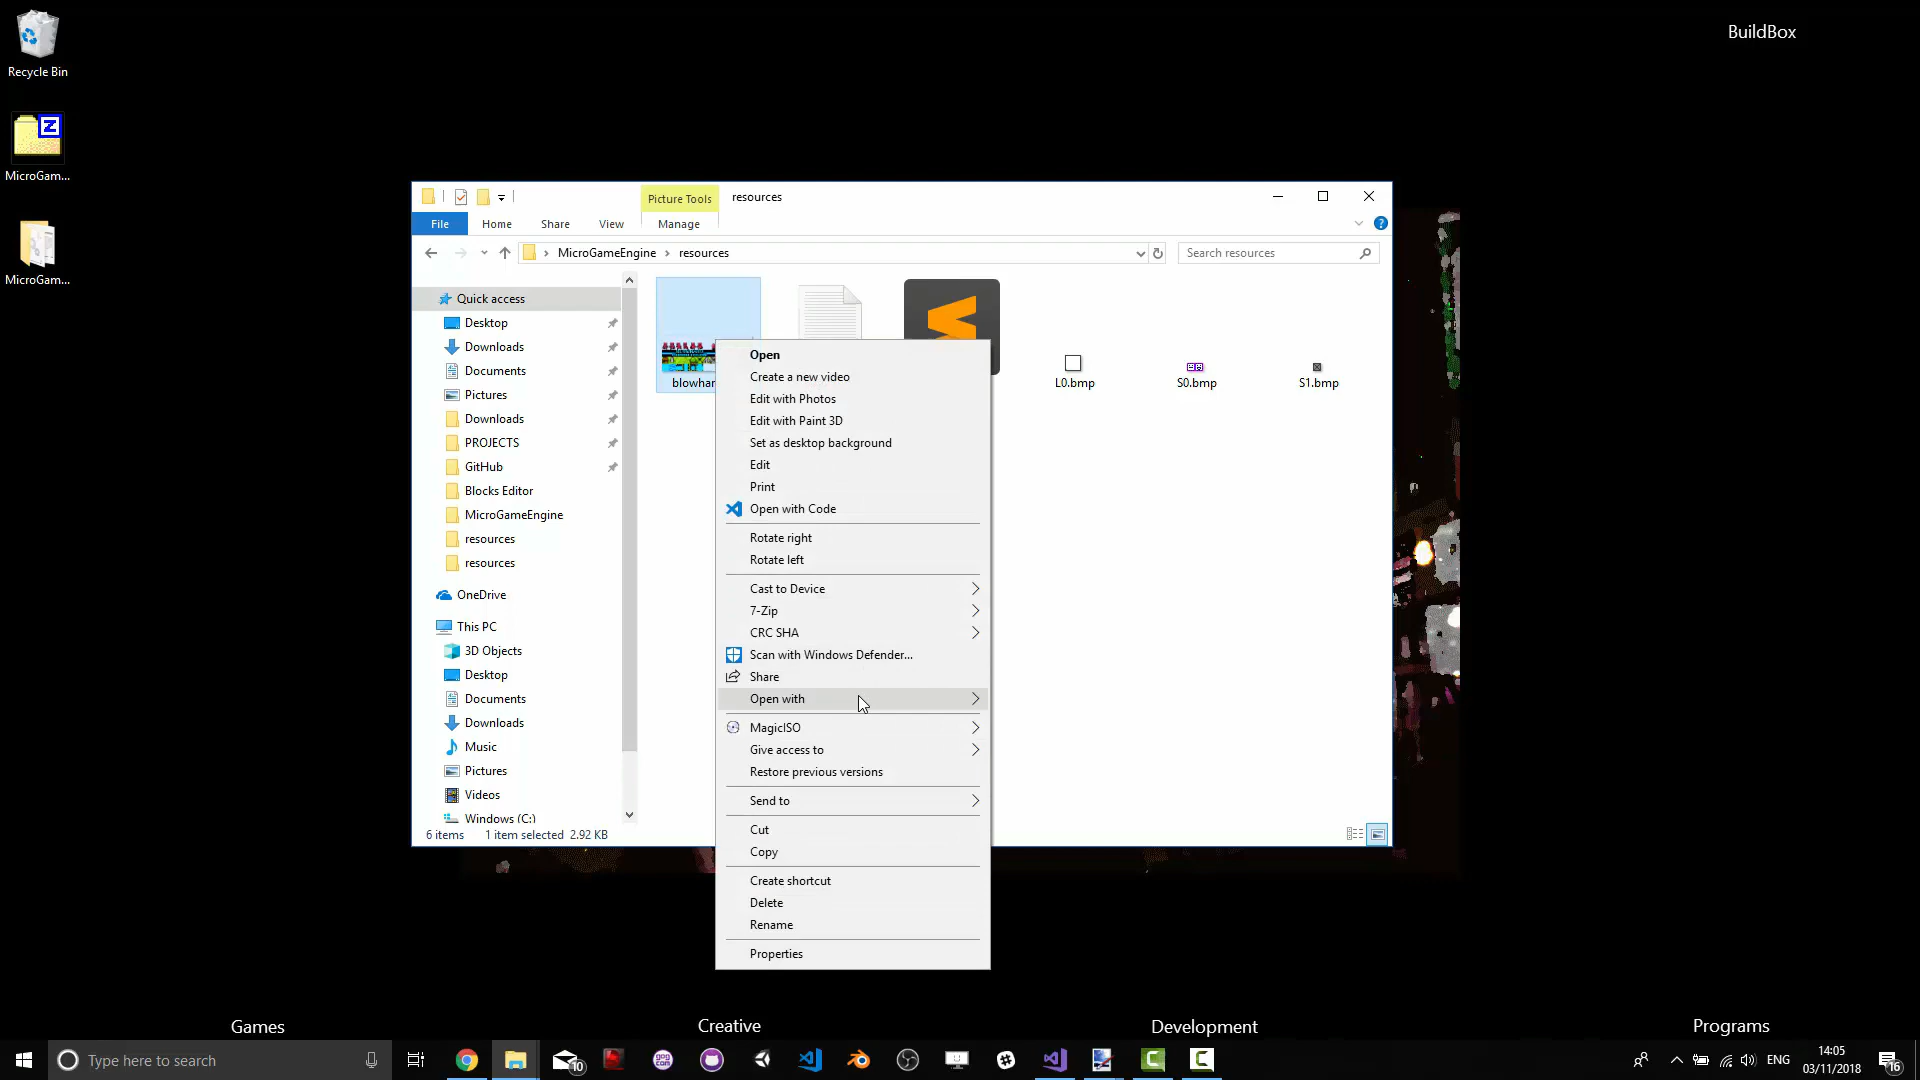 BuildBox
Recycle Bin
MicroGam...
MicroGam...
Picture Tools
resources
File
Home
Share
View
Manage
MicroGameEngine
resources
Search resources
Quick access
Desktop
Downloads
Documents
Pictures
Downloads
PROJECTS
GitHub
Blocks Editor
MicroGameEngine
resources
resources
OneDrive
This PC
3D Objects
Desktop
Documents
Downloads
Music
Pictures
Videos
Windows (C:)
6 items
1 item selected 2.92 KB
blowhar
L0.bmp
S0.bmp
S1.bmp
Open
Create a new video
Edit with Photos
Edit with Paint 3D
Set as desktop background
Edit
Print
Open with Code
Rotate right
Rotate left
Cast to Device
7-Zip
CRC SHA
Scan with Windows Defender...
Share
Open with
MagicISO
Give access to
Restore previous versions
Send to
Cut
Copy
Create shortcut
Delete
Rename
Properties
Games
Creative
Development
Programs
Type here to search
10
ENG
14:05
03/11/2018
16